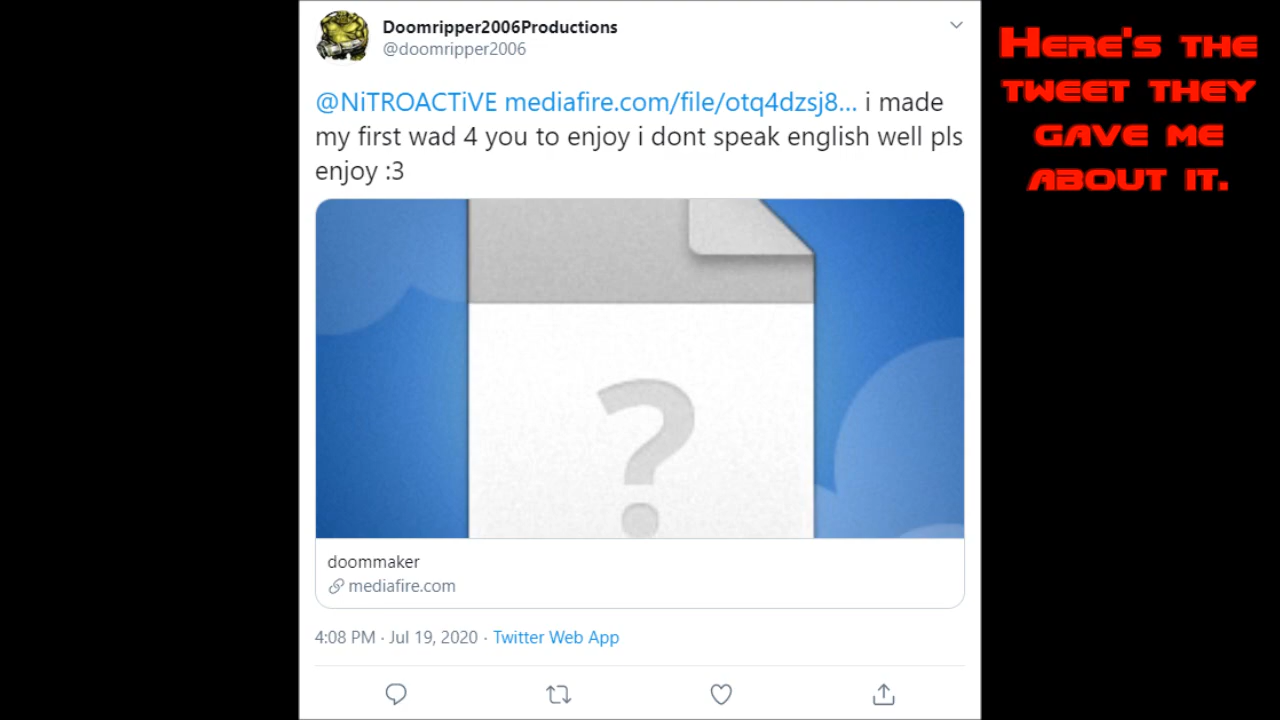 Doomripper2006Productions
@doomripper2006
@NiTROACTiVE mediafire.com/file/otq4dzsj8... i made
my first wad 4 you to enjoy i dont speak english well pls
enjoy :3
?
doommaker
mediafire.com
4:08 PM · Jul 19, 2020 · Twitter Web App
Here's the
tweet they
gave me
about it.